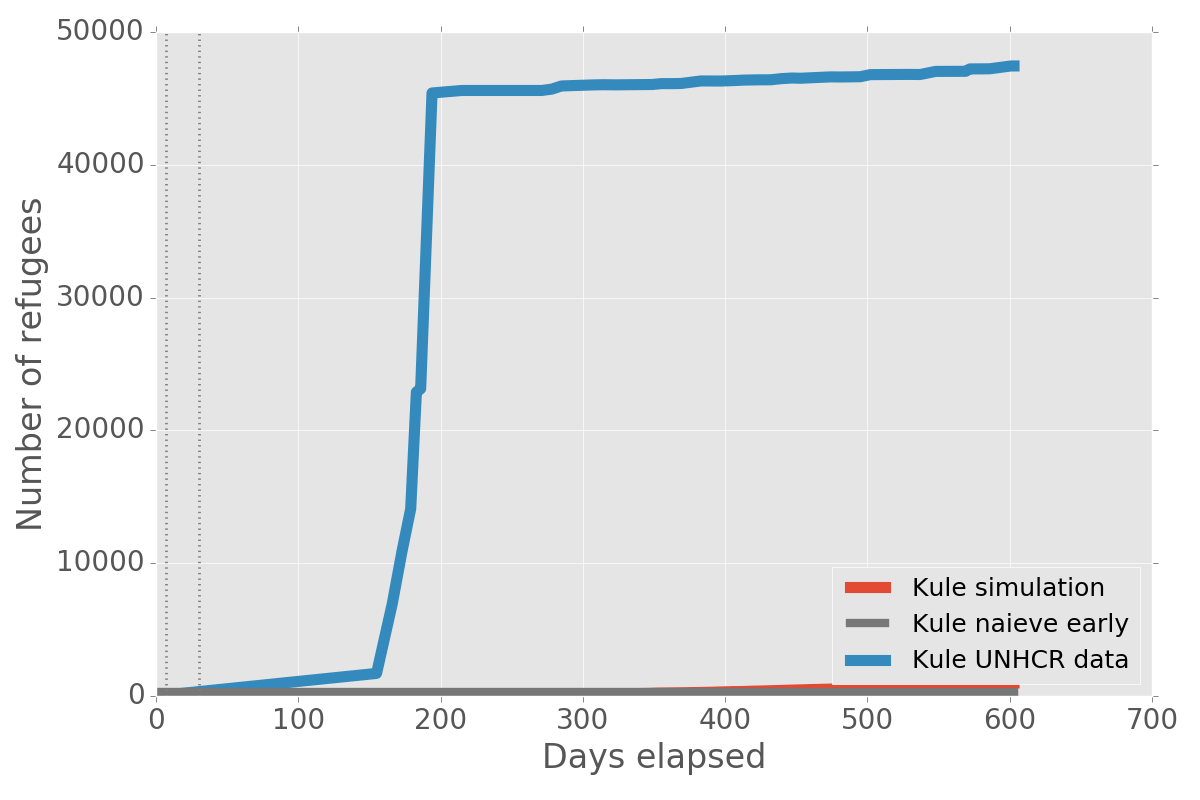 50000
40000
30000
20000
10000
0
Number of refugees
Kule simulation
Kule naieve early
Kule UNHCR data
0 100 200 300 400 500 600 700
Days elapsed